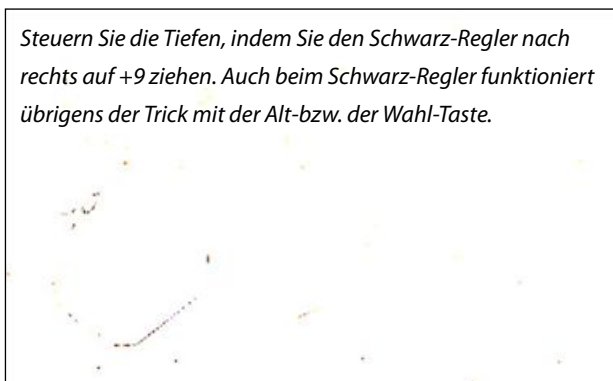 Steuern Sie die Tiefen, indem Sie den Schwarz-Regler nach
rechts auf +9 ziehen. Auch beim Schwarz-Regler funktioniert
übrigens der Trick mit der Alt-bzw. der Wahl-Taste.